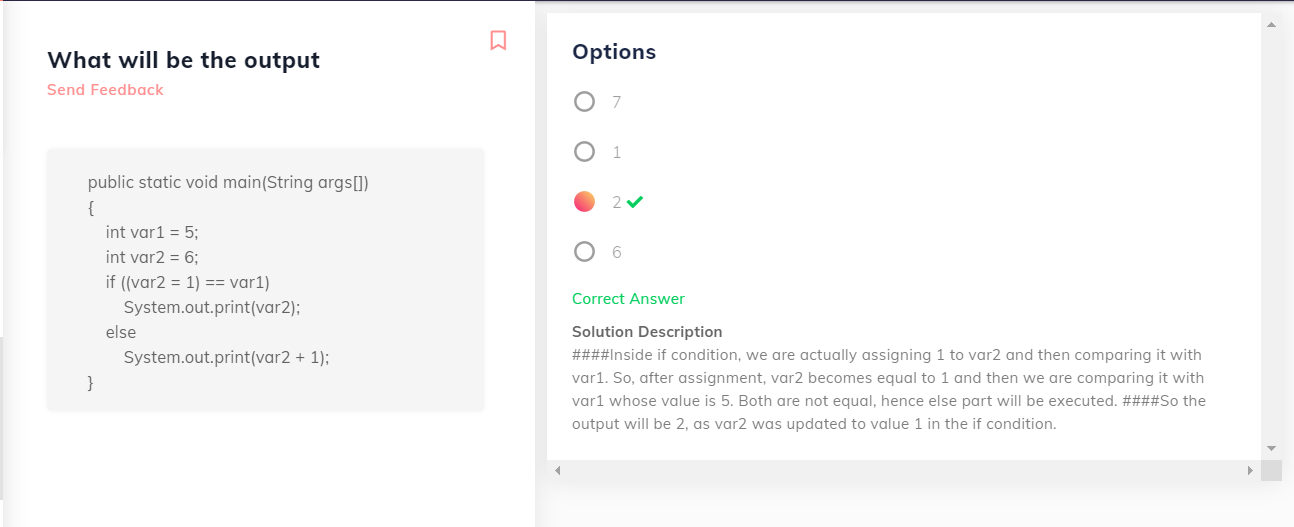 What will be the output
Send Feedback
public static void main(String args[])
{
int var1 = 5;
int var2 = 6;
if ((var2 = 1) == var1)
System.out.print(var2);
else
System.out.print(var2 + 1);
}
Options
7
1
2
6
Correct Answer
Solution Description
####Inside if condition, we are actually assigning 1 to var2 and then comparing it with
var1. So, after assignment, var2 becomes equal to 1 and then we are comparing it with
var1 whose value is 5. Both are not equal, hence else part will be executed. ####So the
output will be 2, as var2 was updated to value 1 in the if condition.